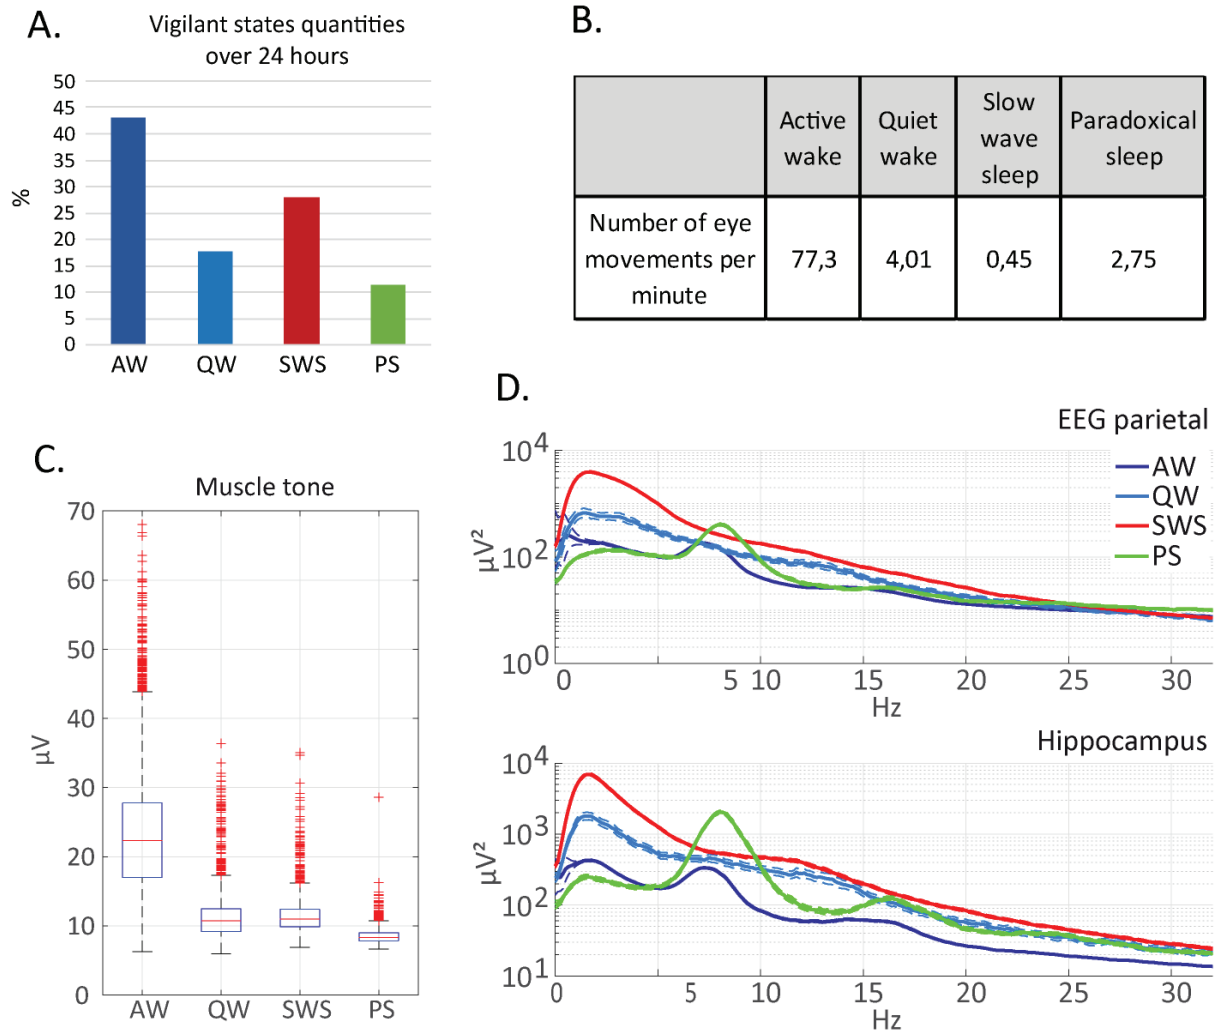 A.
Vigilant states quantities
over 24 hours
%
50
45
40
35
30
25
20
15
10
5
0
AW QW SWS PS
B.
Active wake Quiet wake Slow wave sleep Paradoxical sleep
Number of eye movements per minute 77,3 4,01 0,45 2,75
C.
Muscle tone
µV
70
60
50
40
30
20
10
0
AW QW SWS PS
D.
EEG parietal
AW
QW
SWS
PS
µV²
10⁴
10²
10⁰
0 5 10 15 20 25 30
Hz
Hippocampus
µV²
10⁴
10³
10²
10¹
0 5 10 15 20 25 30
Hz